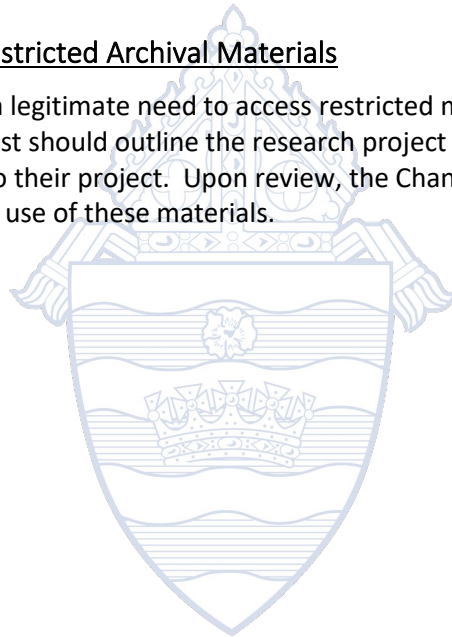 stricted Archival Materials
legitimate need to access restricted
st should outline the research project
their project.  Upon review, the Chan
use of these materials.